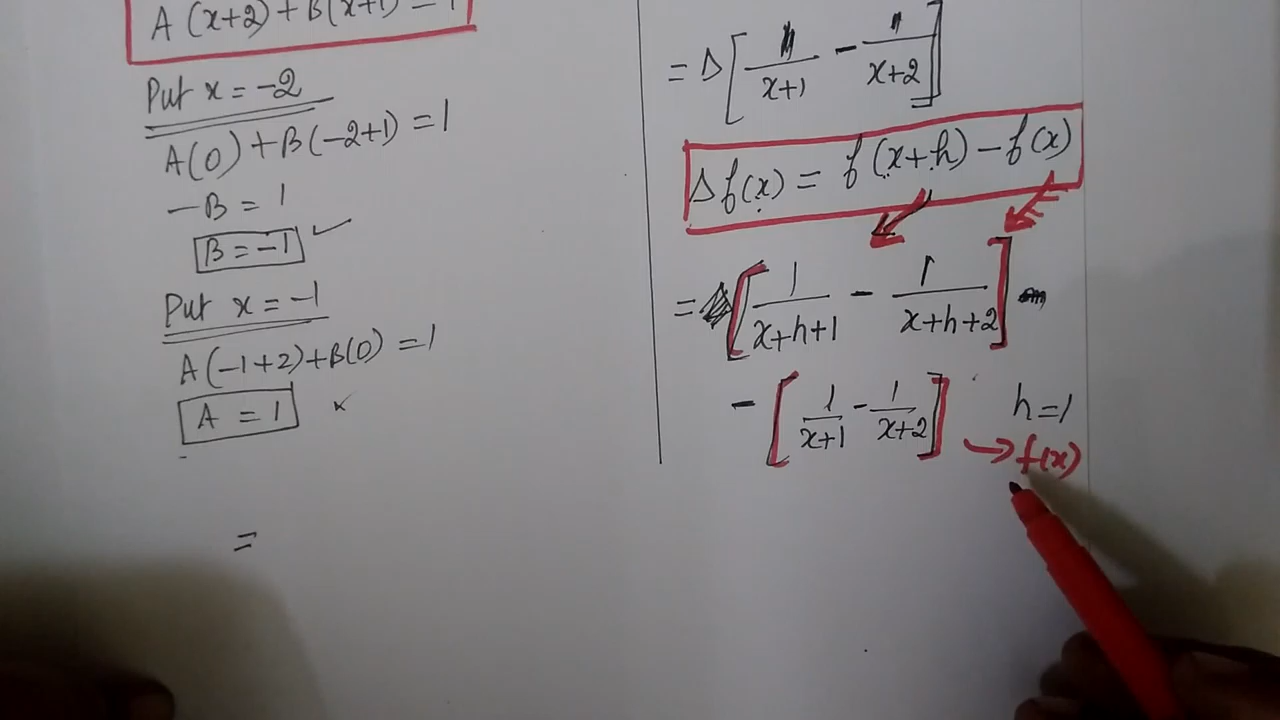 A(x+2)+B(x+1)=1
Put x=-2
A(0)+B(-2+1)=1
-B=1
B=-1 ✓
Put x=-1
A(-1+2)+B(0)=1
A=1
=
=Δ[1/(x+1) - 1/(x+2)]
Δf(x)=f(x+h)-f(x)
=[1/(x+h+1) - 1/(x+h+2)]
-[1/(x+1) - 1/(x+2)] h=1
→f(x)